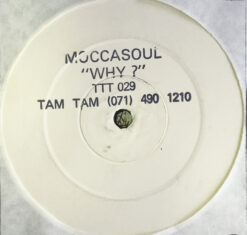 MOCCASOUL
"WHY ?"
TTT 029
TAM TAM (071) 490 1210